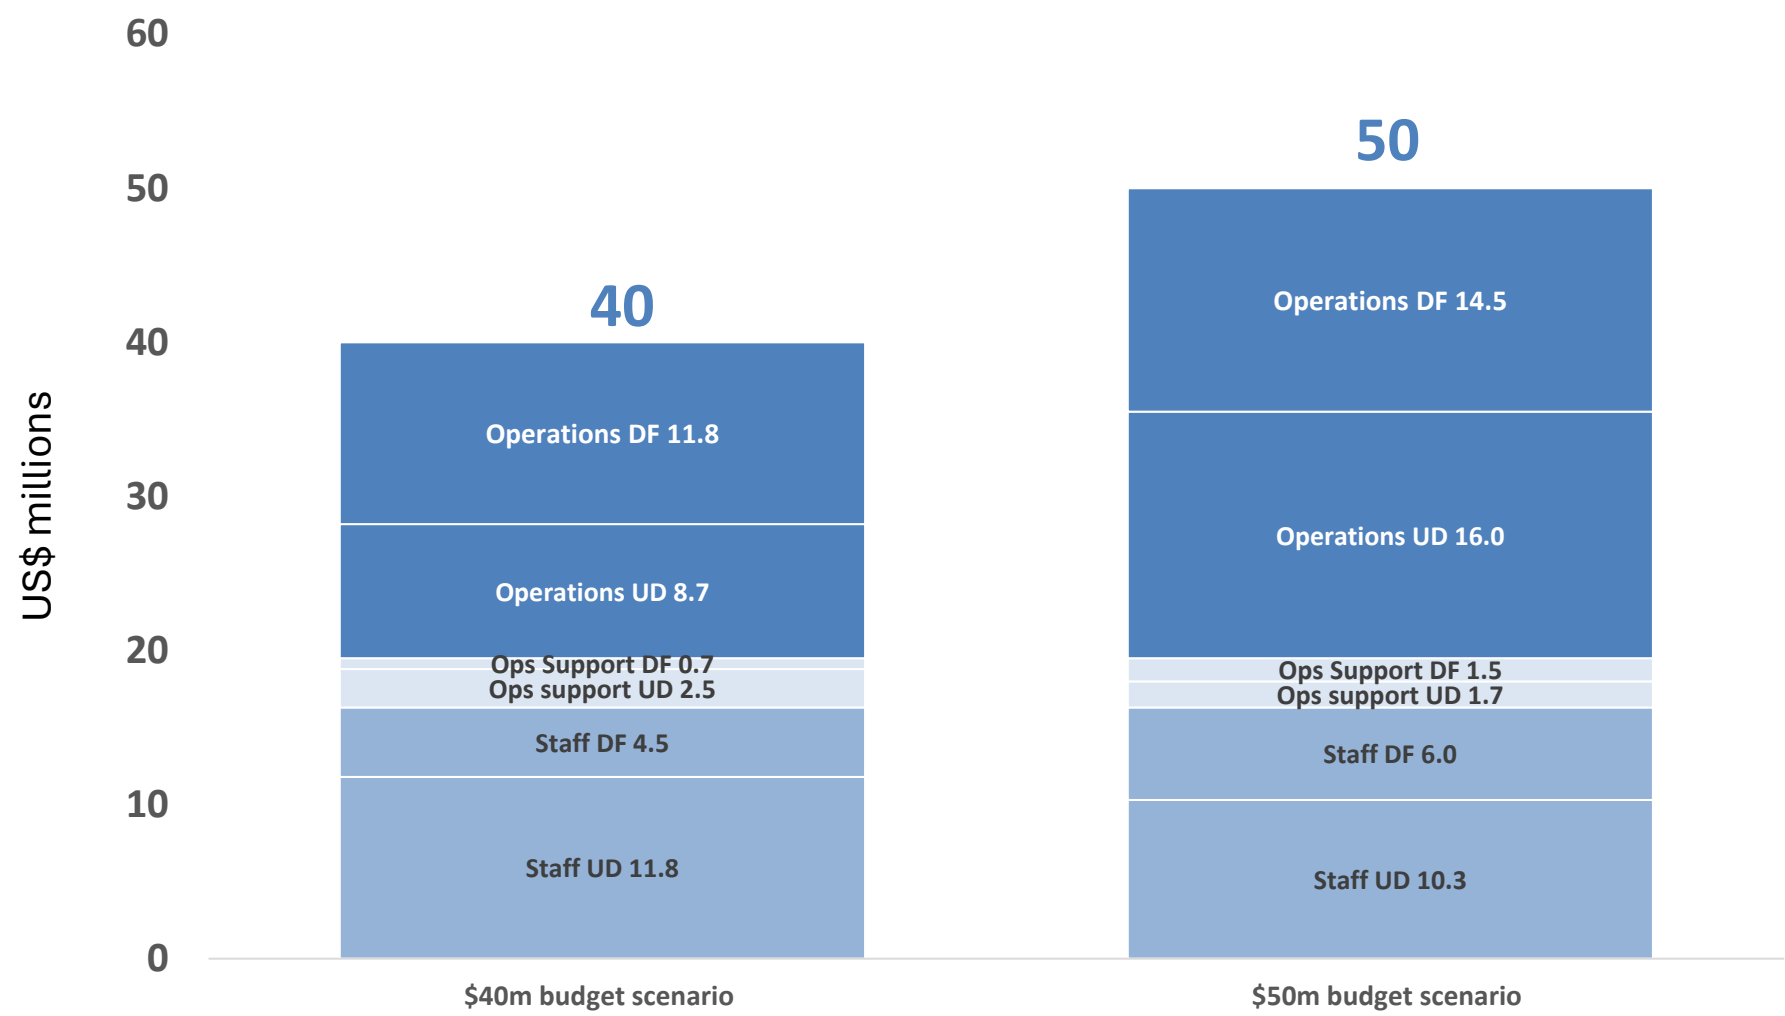 60
50
40
30
20
10
0
US$ millions
40
Operations DF 11.8
Operations UD 8.7
Ops Support DF 0.7
Ops support UD 2.5
Staff DF 4.5
Staff UD 11.8
50
Operations DF 14.5
Operations UD 16.0
Ops Support DF 1.5
Ops support UD 1.7
Staff DF 6.0
Staff UD 10.3
$40m budget scenario
$50m budget scenario